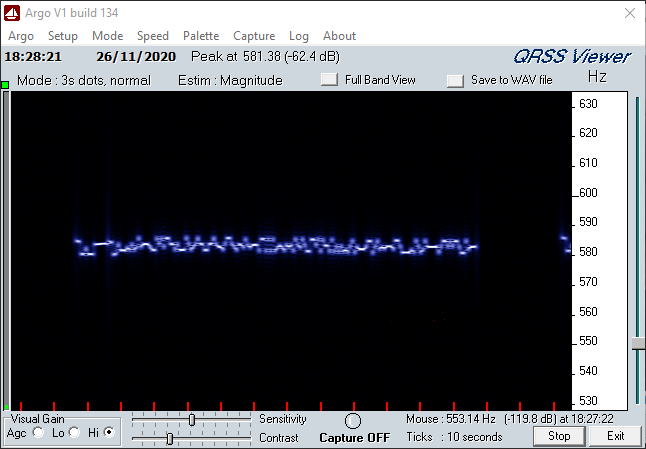 Argo V1 build 134
Argo Setup Mode Speed Palette Capture Log About
18:28:21 26/11/2020 Peak at 581.38 (-62.4 dB) QRSS Viewer
Mode : 3s dots, normal Estim : Magnitude Full Band View Save to WAV file Hz
630
620
610
600
590
580
570
560
550
540
530
Visual Gain
Agc Lo Hi
Sensitivity
Contrast
Capture OFF
Mouse : 553.14 Hz (-119.8 dB) at 18:27:22
Ticks : 10 seconds
Stop Exit